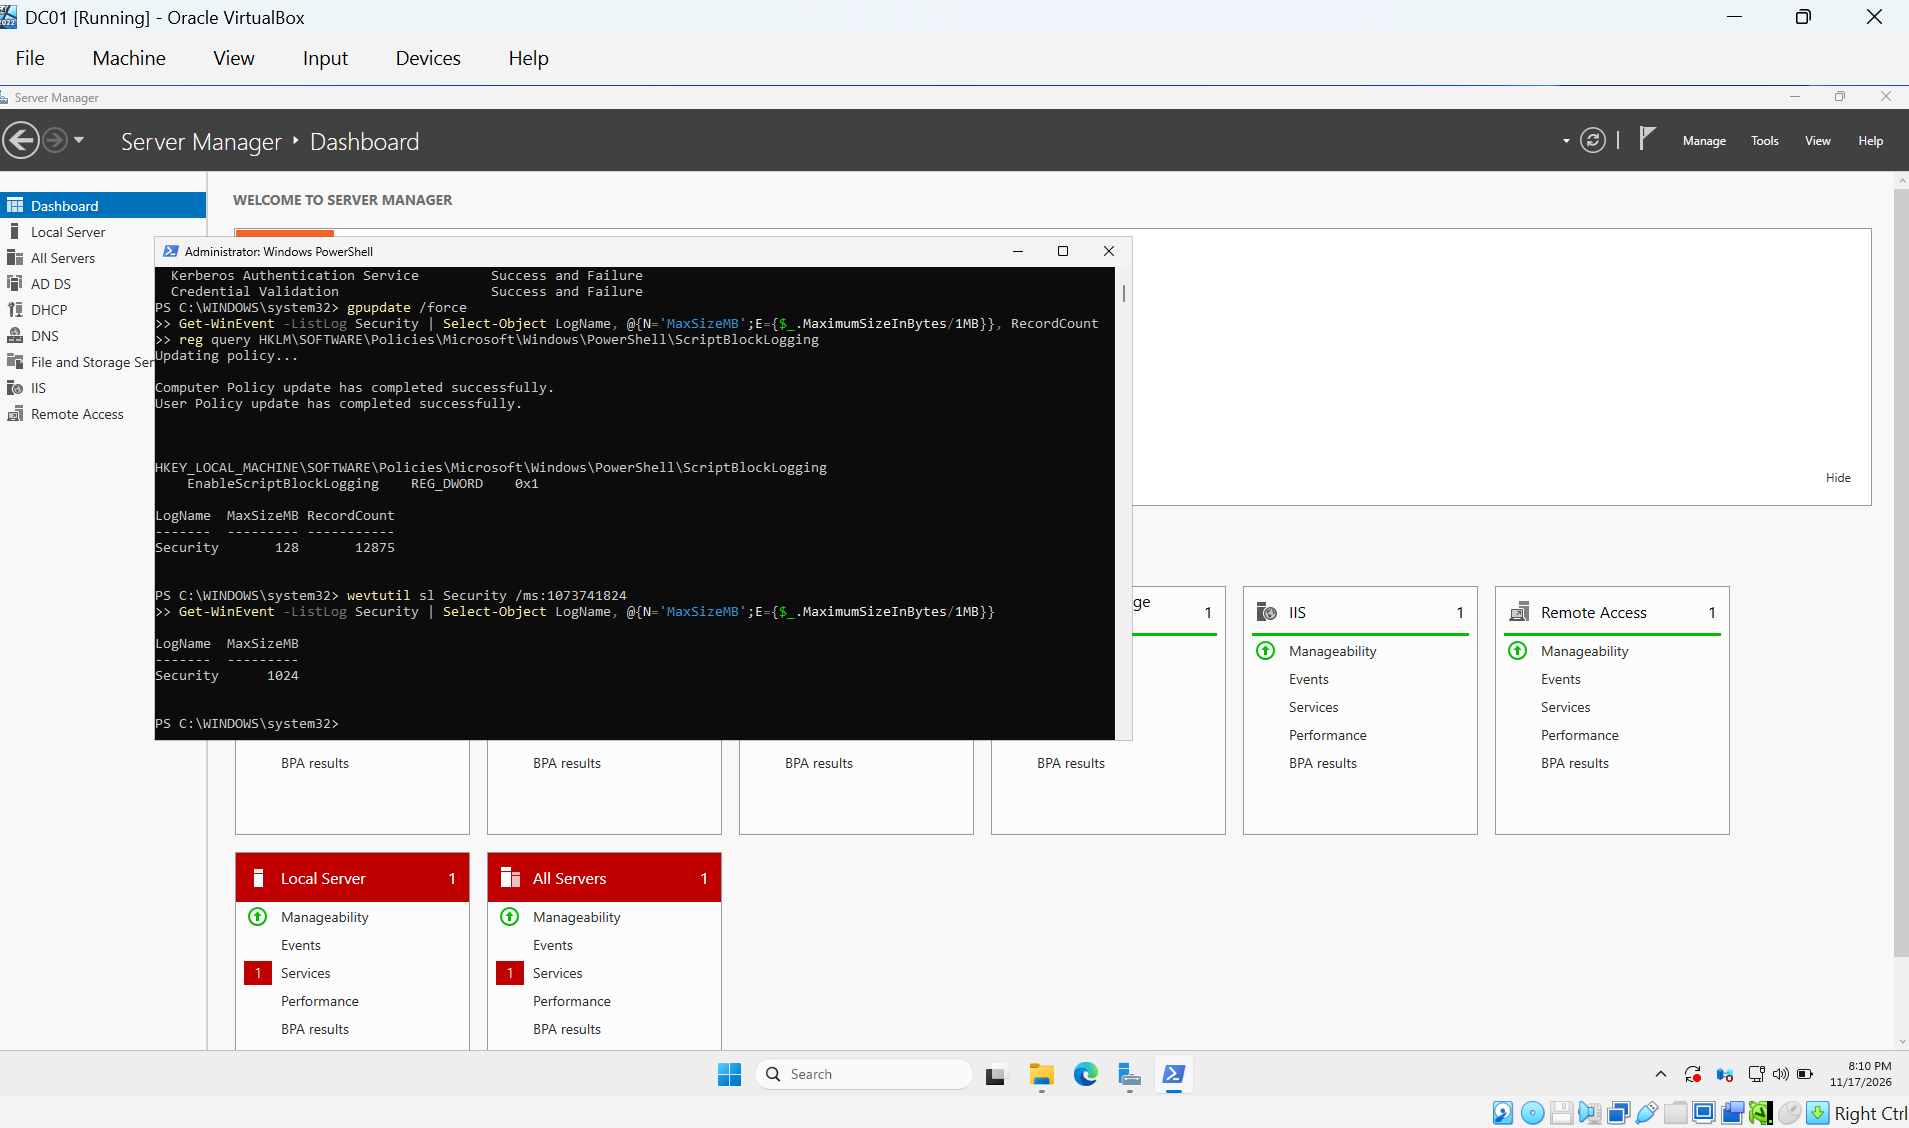 DC01 [Running] - Oracle VirtualBox
File Machine View Input Devices Help
Server Manager
Server Manager ‣ Dashboard
Manage Tools View Help
Dashboard
Local Server
All Servers
AD DS
DHCP
DNS
File and Storage Ser
IIS
Remote Access
WELCOME TO SERVER MANAGER
Administrator: Windows PowerShell
Kerberos Authentication Service Success and Failure
Credential Validation Success and Failure
PS C:\WINDOWS\system32> gpupdate /force
>> Get-WinEvent -ListLog Security | Select-Object LogName, @{N='MaxSizeMB';E={$_.MaximumSizeInBytes/1MB}}, RecordCount
>> reg query HKLM\SOFTWARE\Policies\Microsoft\Windows\PowerShell\ScriptBlockLogging
Updating policy...
Computer Policy update has completed successfully.
User Policy update has completed successfully.
HKEY_LOCAL_MACHINE\SOFTWARE\Policies\Microsoft\Windows\PowerShell\ScriptBlockLogging
EnableScriptBlockLogging REG_DWORD 0x1
LogName MaxSizeMB RecordCount
------- --------- -----------
Security 128 12875
PS C:\WINDOWS\system32> wevtutil sl Security /ms:1073741824
>> Get-WinEvent -ListLog Security | Select-Object LogName, @{N='MaxSizeMB';E={$_.MaximumSizeInBytes/1MB}}
LogName MaxSizeMB
------- ---------
Security 1024
PS C:\WINDOWS\system32>
Hide
BPA results
BPA results
BPA results
ge 1
BPA results
IIS 1
Manageability
Events
Services
Performance
BPA results
Remote Access 1
Manageability
Events
Services
Performance
BPA results
Local Server 1
Manageability
Events
1 Services
Performance
BPA results
All Servers 1
Manageability
Events
1 Services
Performance
BPA results
Search
8:10 PM
11/17/2026
Right Ctrl